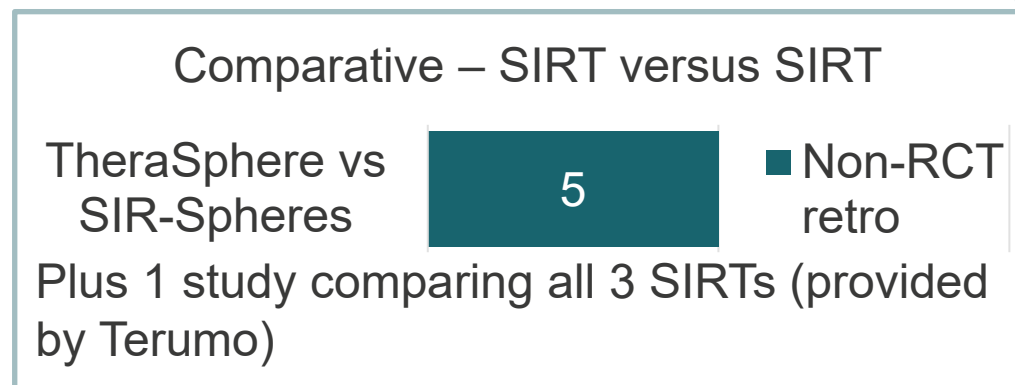 Comparative – SIRT versus SIRT
TheraSphere vs
SIR-Spheres
5
Non-RCT
retro
Plus 1 study comparing all 3 SIRTs (provided
by Terumo)